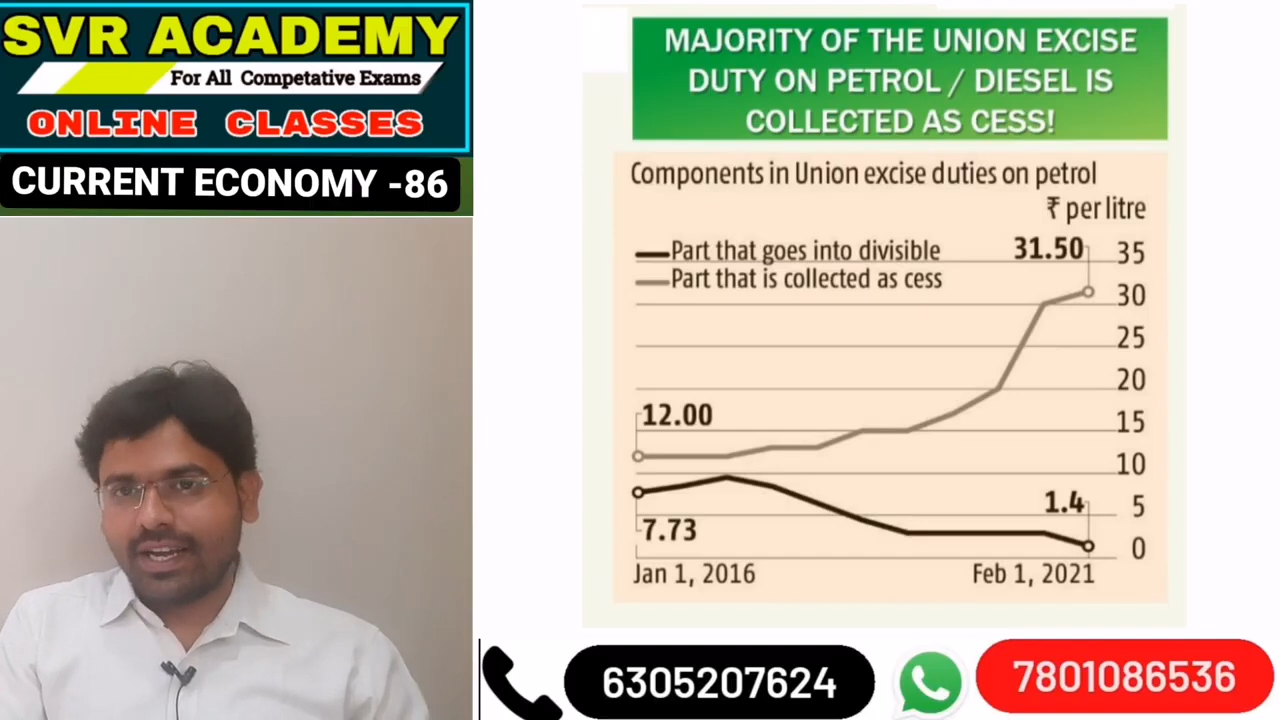 SVR ACADEMY
For All Competative Exams
ONLINE CLASSES
CURRENT ECONOMY -86
MAJORITY OF THE UNION EXCISE
DUTY ON PETROL / DIESEL IS
COLLECTED AS CESS!
Components in Union excise duties on petrol
₹ per litre
Part that goes into divisible
Part that is collected as cess
31.50
35
30
25
20
12.00
15
10
1.4
5
7.73
0
Jan 1, 2016
Feb 1, 2021
6305207624
7801086536